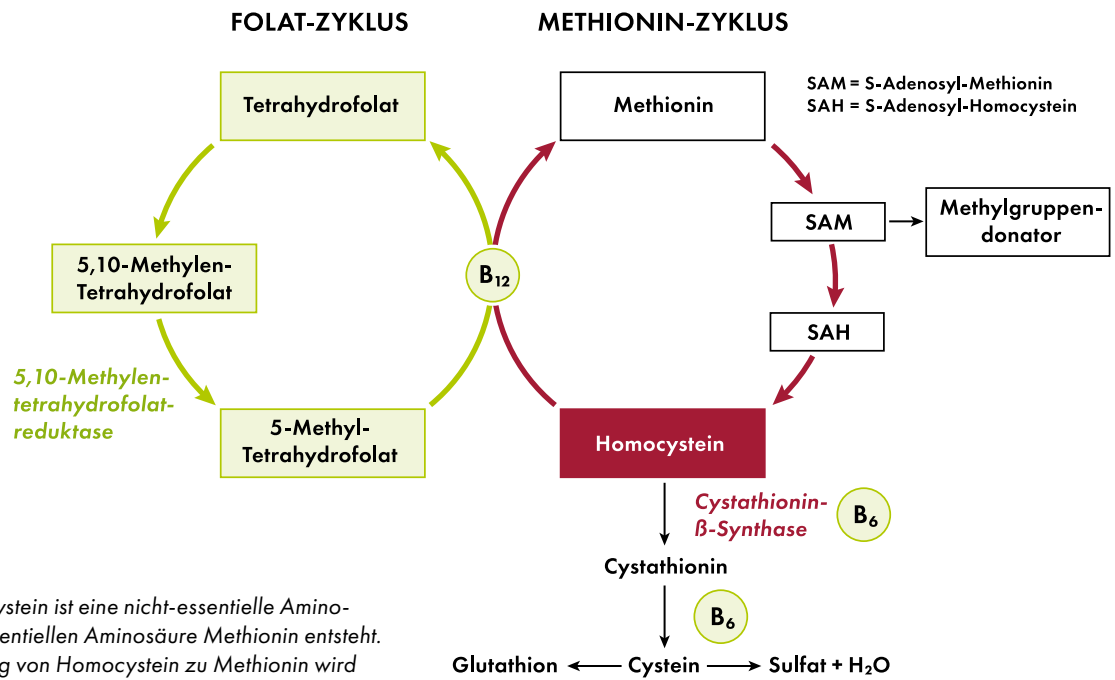 FOLAT-ZYKLUS
METHIONIN-ZYKLUS
SAM = S-Adenosyl-Methionin
SAH = S-Adenosyl-Homocystein
Tetrahydrofolat
Methionin
SAM
Methylgruppen-
donator
5,10-Methylen-
Tetrahydrofolat
B₁₂
SAH
5,10-Methylen-
tetrahydrofolat-
reduktase
5-Methyl-
Tetrahydrofolat
Homocystein
Cystathionin-
ß-Synthase
B₆
Cystathionin
B₆
ystein ist eine nicht-essentielle Amino-
entiellen Aminosäure Methionin entsteht.
g von Homocystein zu Methionin wird
Glutathion
Cystein
Sulfat + H₂O